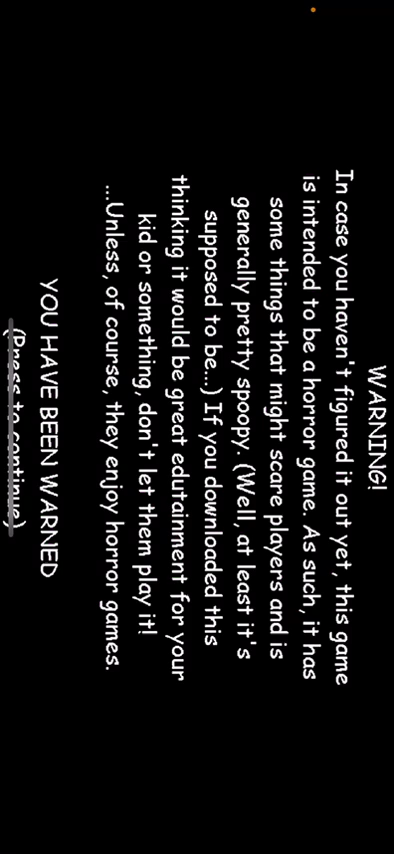 WARNING!
In case you haven't figured it out yet, this game
is intended to be a horror game. As such, it has
some things that might scare players and is
generally pretty spoopy. (Well, at least it's
supposed to be...) If you downloaded this
thinking it would be great edutainment for your
kid or something, don't let them play it!
...Unless, of course, they enjoy horror games.
YOU HAVE BEEN WARNED
(Press to continue)